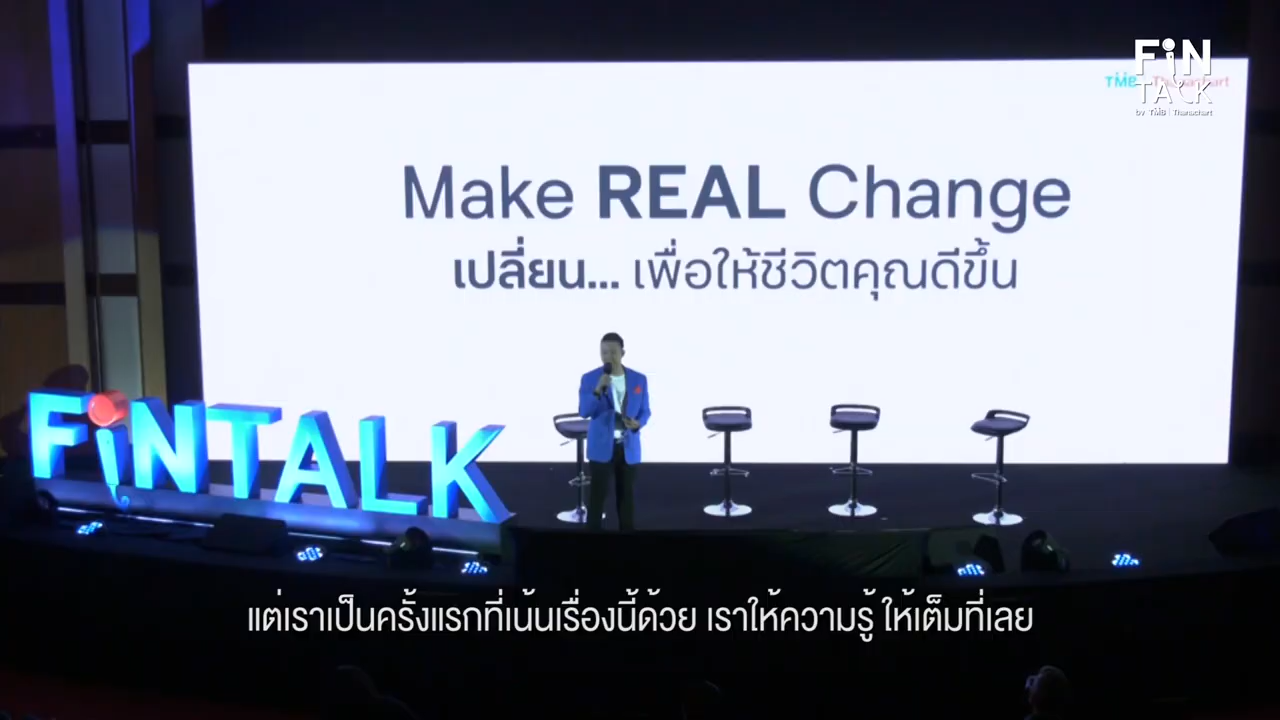 FiN
TALK
by TMB | Thanachart
TMB Thanachart
Make REAL Change
เปลี่ยน... เพื่อให้ชีวิตคุณดีขึ้น
FiNTALK
แต่เราเป็นครั้งแรกที่เน้นเรื่องนี้ด้วย เราให้ความรู้ ให้เต็มที่เลย